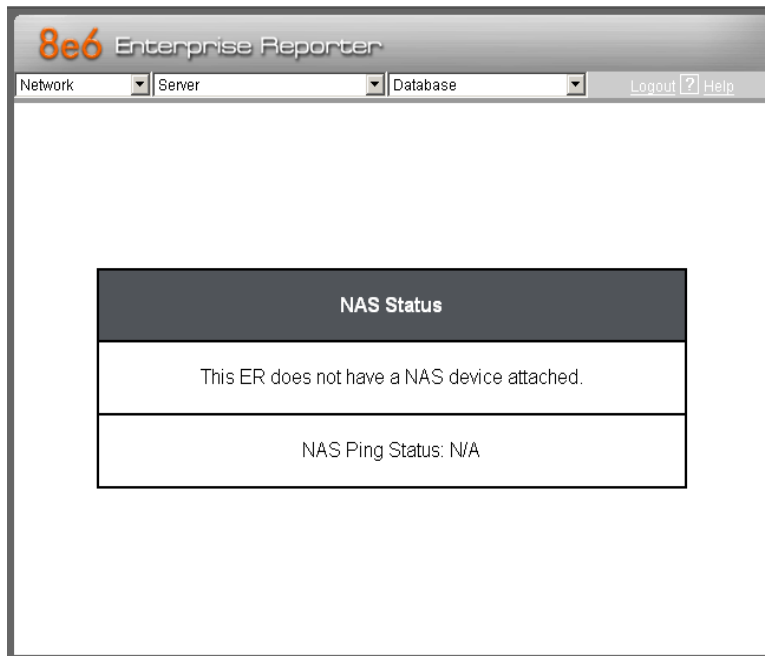 8e6 Enterprise Reporter
Network Server Database Logout ? Help
NAS Status
This ER does not have a NAS device attached.
NAS Ping Status: N/A